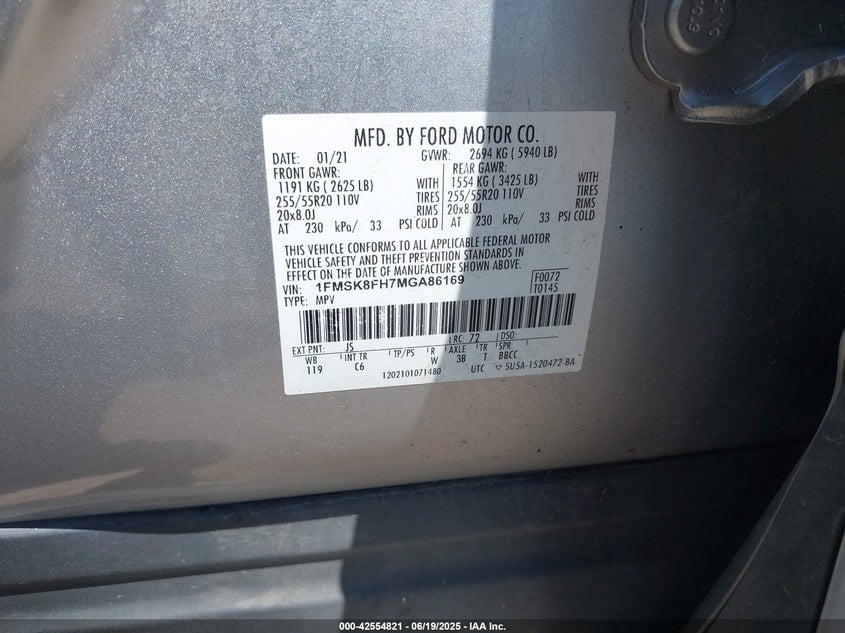 MFD. BY FORD MOTOR CO.
DATE: 01/21 GVWR: 2694 KG ( 5940 LB)
FRONT GAWR: REAR GAWR:
1191 KG ( 2625 LB) WITH 1554 KG ( 3425 LB) WITH
255/55R20 110V TIRES 255/55R20 110V TIRES
20x8.0J RIMS 20x8.0J RIMS
AT 230 kPa/ 33 PSI COLD AT 230 kPa/ 33 PSI COLD
THIS VEHICLE CONFORMS TO ALL APPLICABLE FEDERAL MOTOR
VEHICLE SAFETY AND THEFT PREVENTION STANDARDS IN
EFFECT ON THE DATE OF MANUFACTURE SHOWN ABOVE.
VIN: 1FMSK8FH7MGA86169 F0072
TYPE: MPV T0145
EXT PNT: JS RC: 72 DSO:
WB INT TR TP/PS R AXLE TR SPR
119 C6 W 3B T BBCC
1202101071480 UTC ▽ 5U5A-1520472-BA
000-42554821 - 06/19/2025 - IAA Inc.